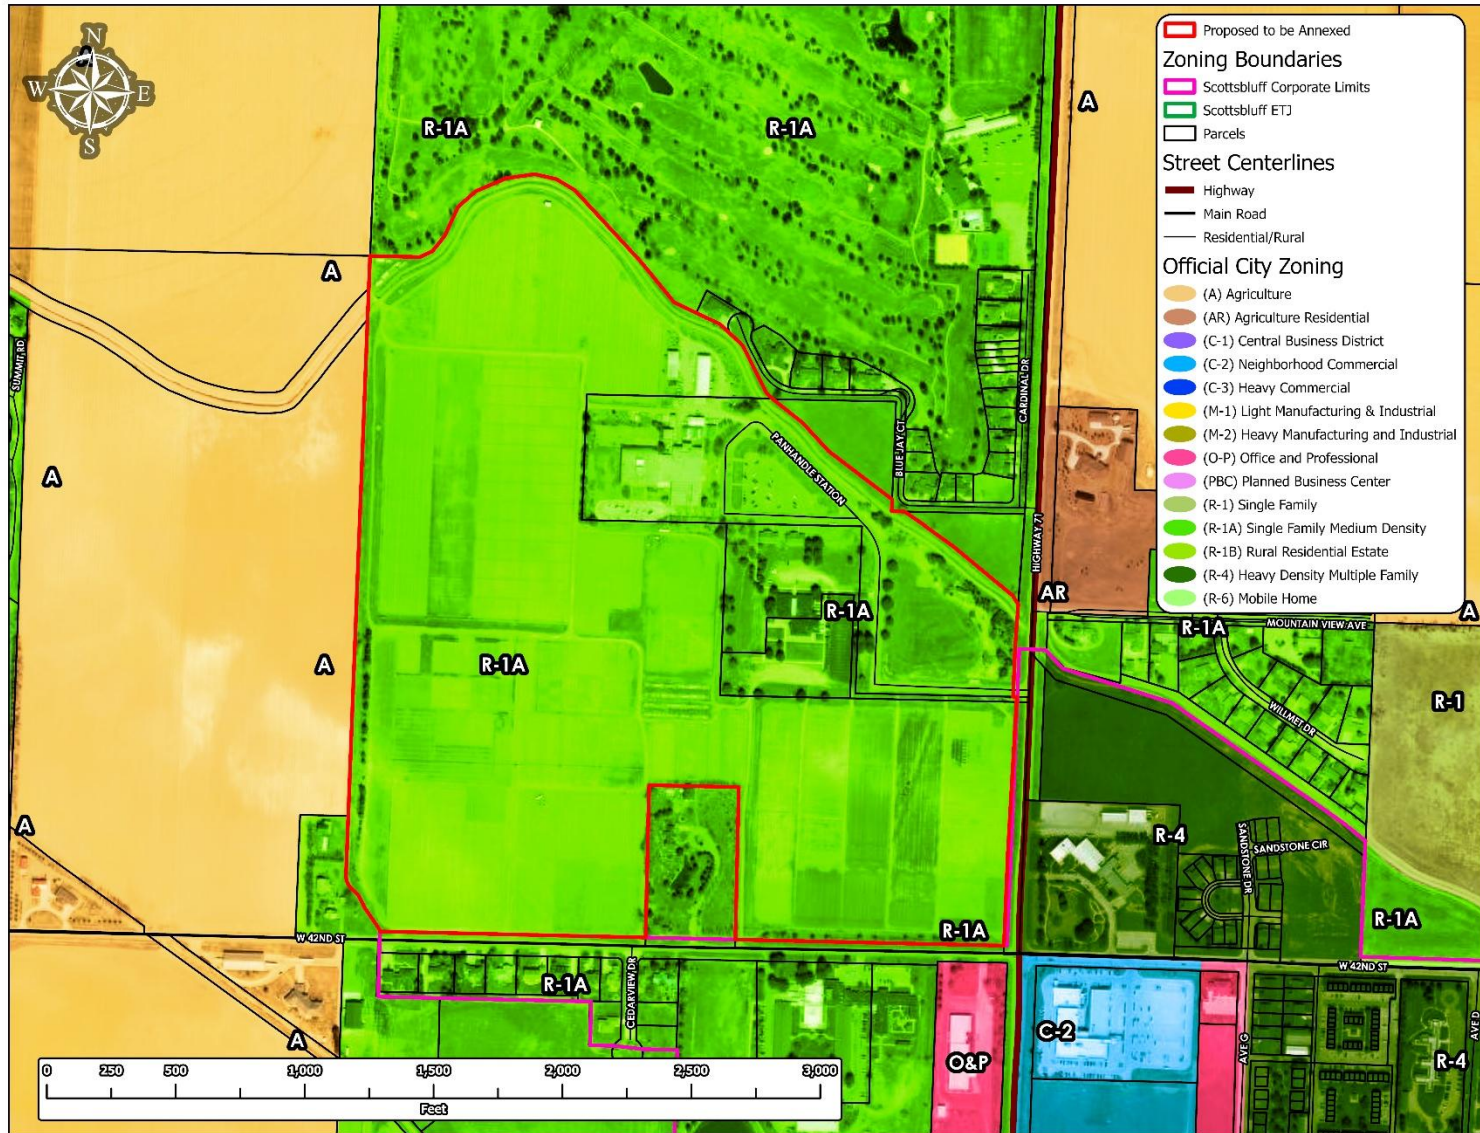 N
W
E
S
Proposed to be Annexed
Zoning Boundaries
Scottsbluff Corporate Limits
Scottsbluff ETJ
Parcels
Street Centerlines
Highway
Main Road
Residential/Rural
Official City Zoning
(A) Agriculture
(AR) Agriculture Residential
(C-1) Central Business District
(C-2) Neighborhood Commercial
(C-3) Heavy Commercial
(M-1) Light Manufacturing & Industrial
(M-2) Heavy Manufacturing and Industrial
(O-P) Office and Professional
(PBC) Planned Business Center
(R-1) Single Family
(R-1A) Single Family Medium Density
(R-1B) Rural Residential Estate
(R-4) Heavy Density Multiple Family
(R-6) Mobile Home
A
R-1A
R-1A
A
SUMMIT RD
CARDINAL DR
BLUE JAY CT
PANHANDLE STATION
A
HIGHWAY 71
AR
R-1A
A
MOUNTAIN VIEW AVE
R-1A
A
R-1A
R-1
WILLMET DR
A
R-4
SANDSTONE DR
SANDSTONE CIR
R-1A
R-1A
W 42ND ST
W 42ND ST
R-1A
CEDARVIEW DR
A
C-2
O&P
AVE G
R-4
AVE D
0 250 500 1,000 1,500 2,000 2,500 3,000
Feet